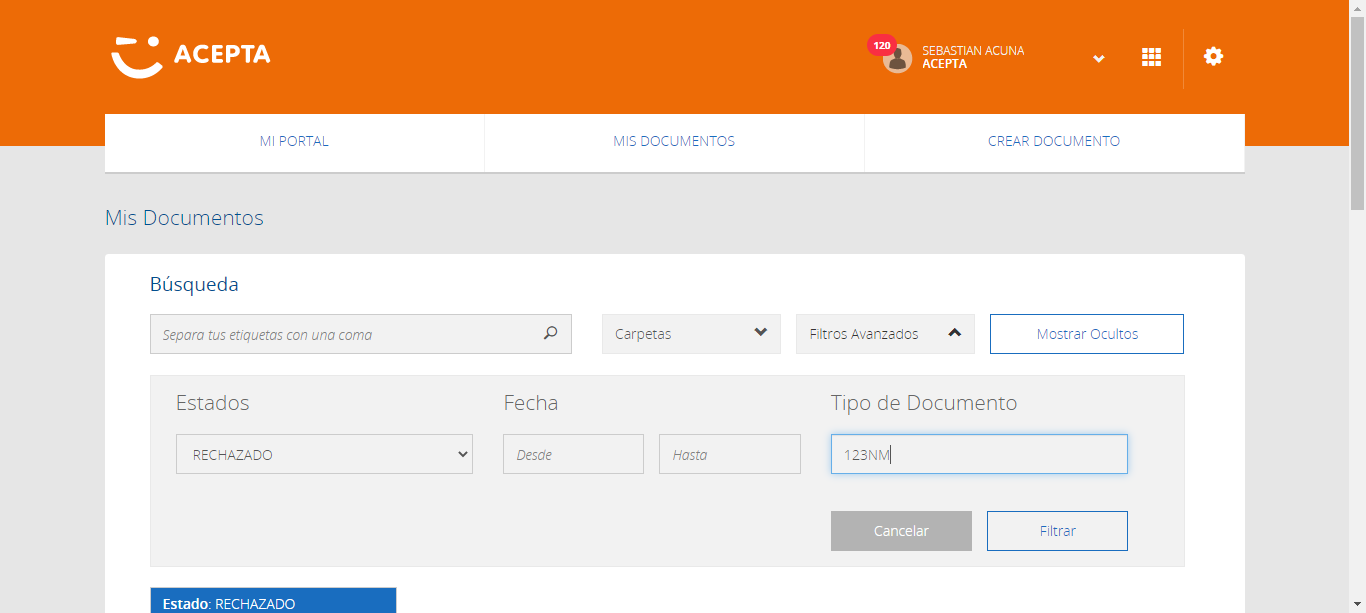 ACEPTA
120
SEBASTIAN ACUNA
ACEPTA
MI PORTAL
MIS DOCUMENTOS
CREAR DOCUMENTO
Mis Documentos
Búsqueda
Separa tus etiquetas con una coma
Carpetas
Filtros Avanzados
Mostrar Ocultos
Estados
Fecha
Tipo de Documento
RECHAZADO
Desde
Hasta
123NM
Cancelar
Filtrar
Estado: RECHAZADO